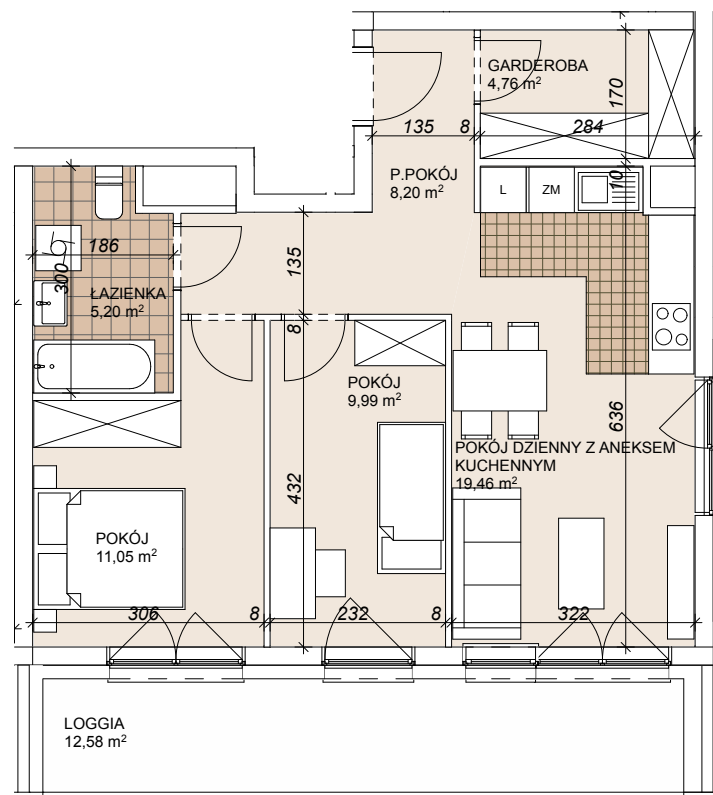 GARDEROBA
4,76 m²
170
135
8
284
P.POKÓJ
8,20 m²
10
L
ZM
186
300
135
ŁAZIENKA
5,20 m²
8
POKÓJ
9,99 m²
636
POKÓJ DZIENNY Z ANEKSEM
KUCHENNYM
19,46 m²
432
POKÓJ
11,05 m²
306
8
232
8
322
LOGGIA
12,58 m²